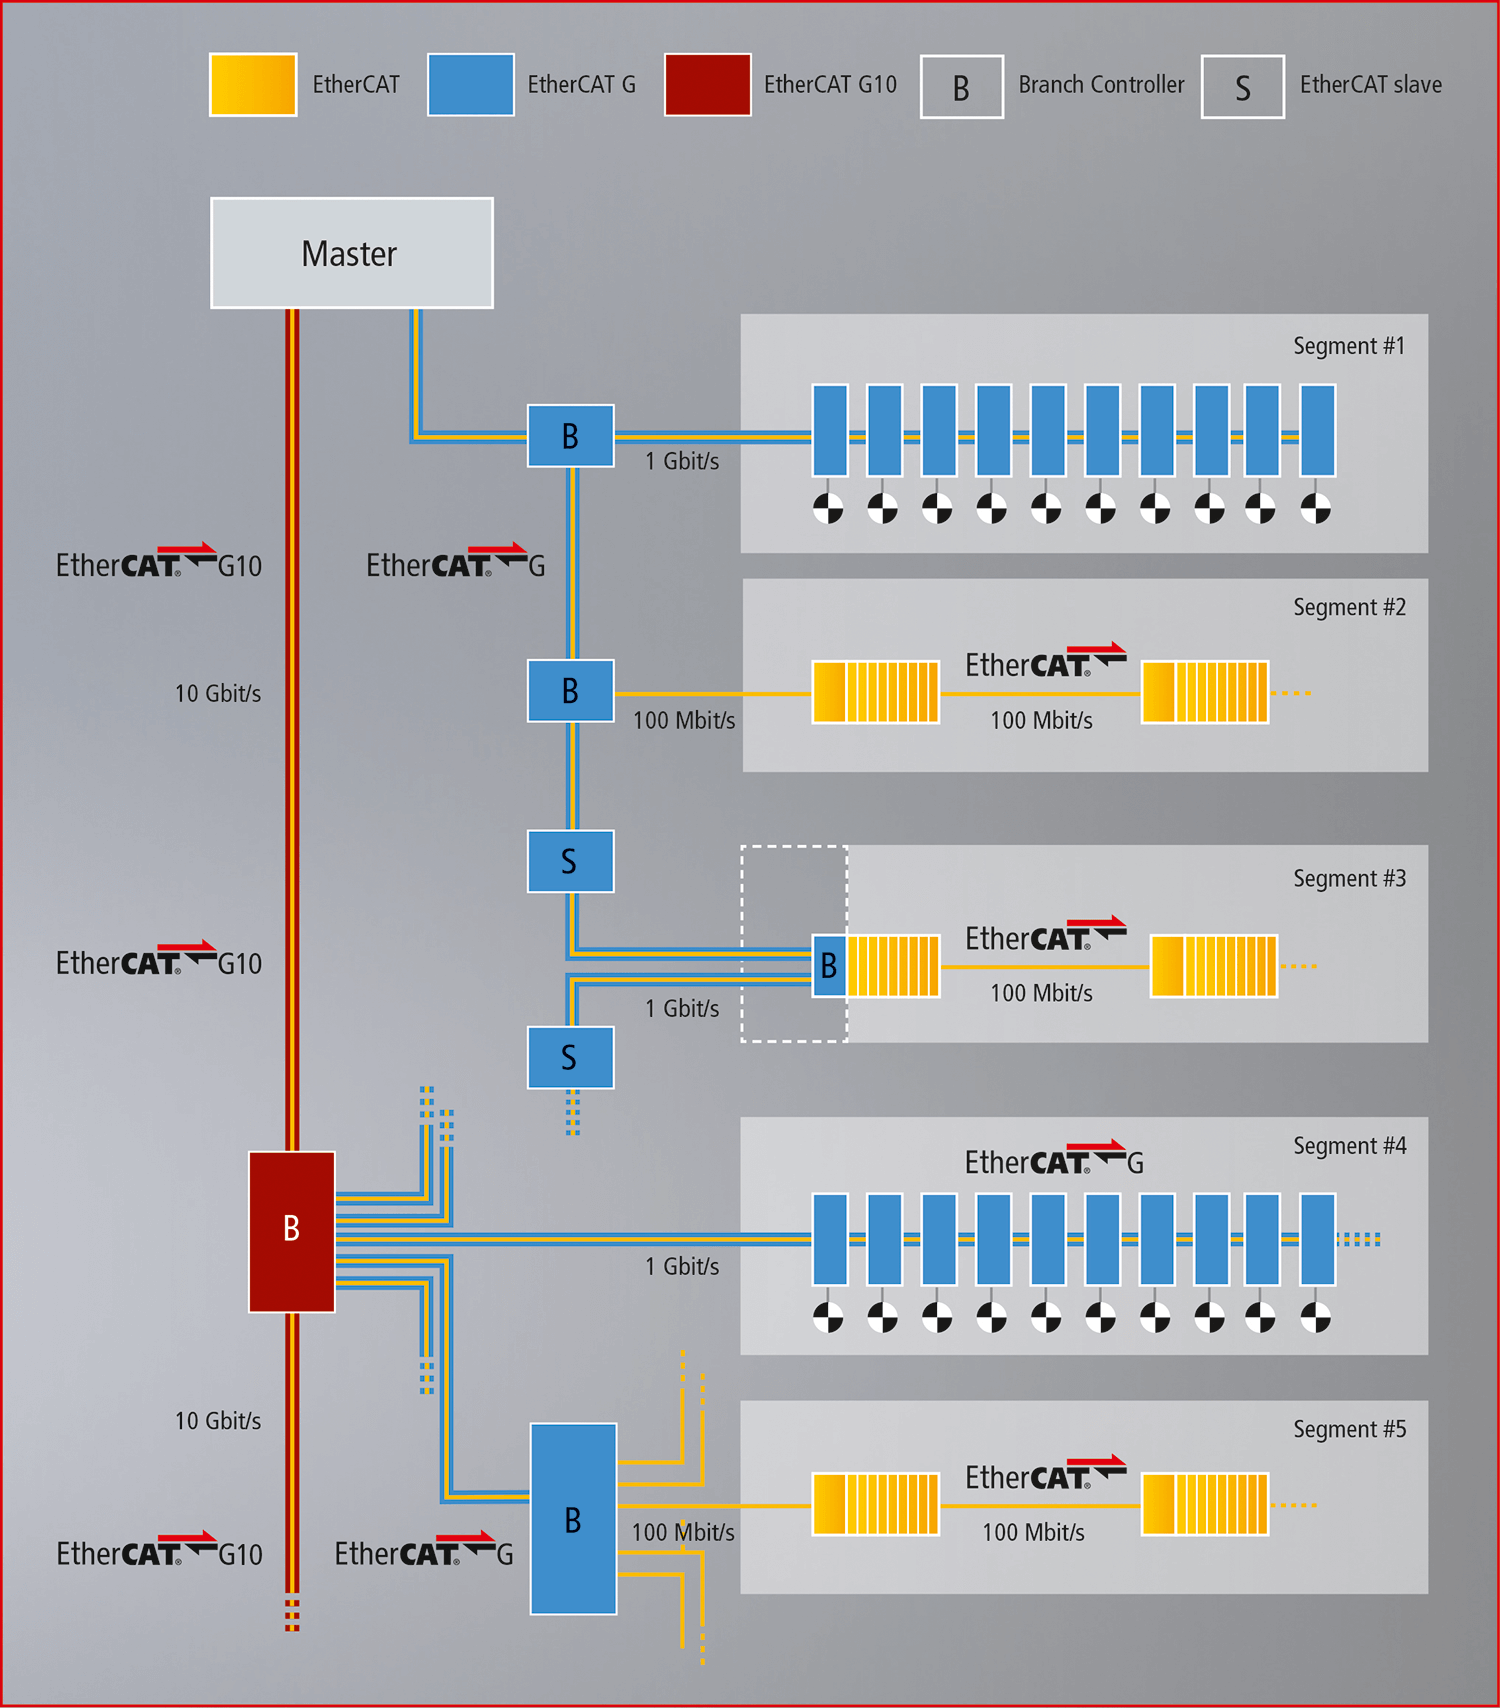 EtherCAT
EtherCAT G
EtherCAT G10
B
Branch Controller
S
EtherCAT slave
Master
Segment #1
B
1 Gbit/s
EtherCAT® G10
EtherCAT® G
Segment #2
EtherCAT®
B
10 Gbit/s
100 Mbit/s
100 Mbit/s
S
Segment #3
EtherCAT®
EtherCAT® G10
B
1 Gbit/s
100 Mbit/s
S
Segment #4
EtherCAT® G
B
1 Gbit/s
10 Gbit/s
Segment #5
EtherCAT®
B
100 Mbit/s
100 Mbit/s
EtherCAT® G10
EtherCAT® G